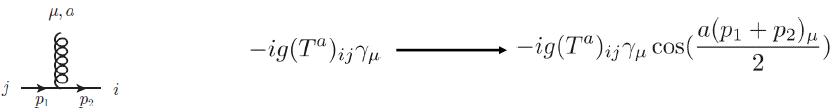 μ, a
j p₁ p₂ i
−ig(Tᵃ)ᵢⱼγ_μ → −ig(Tᵃ)ᵢⱼγ_μ cos(a(p₁ + p₂)_μ / 2)